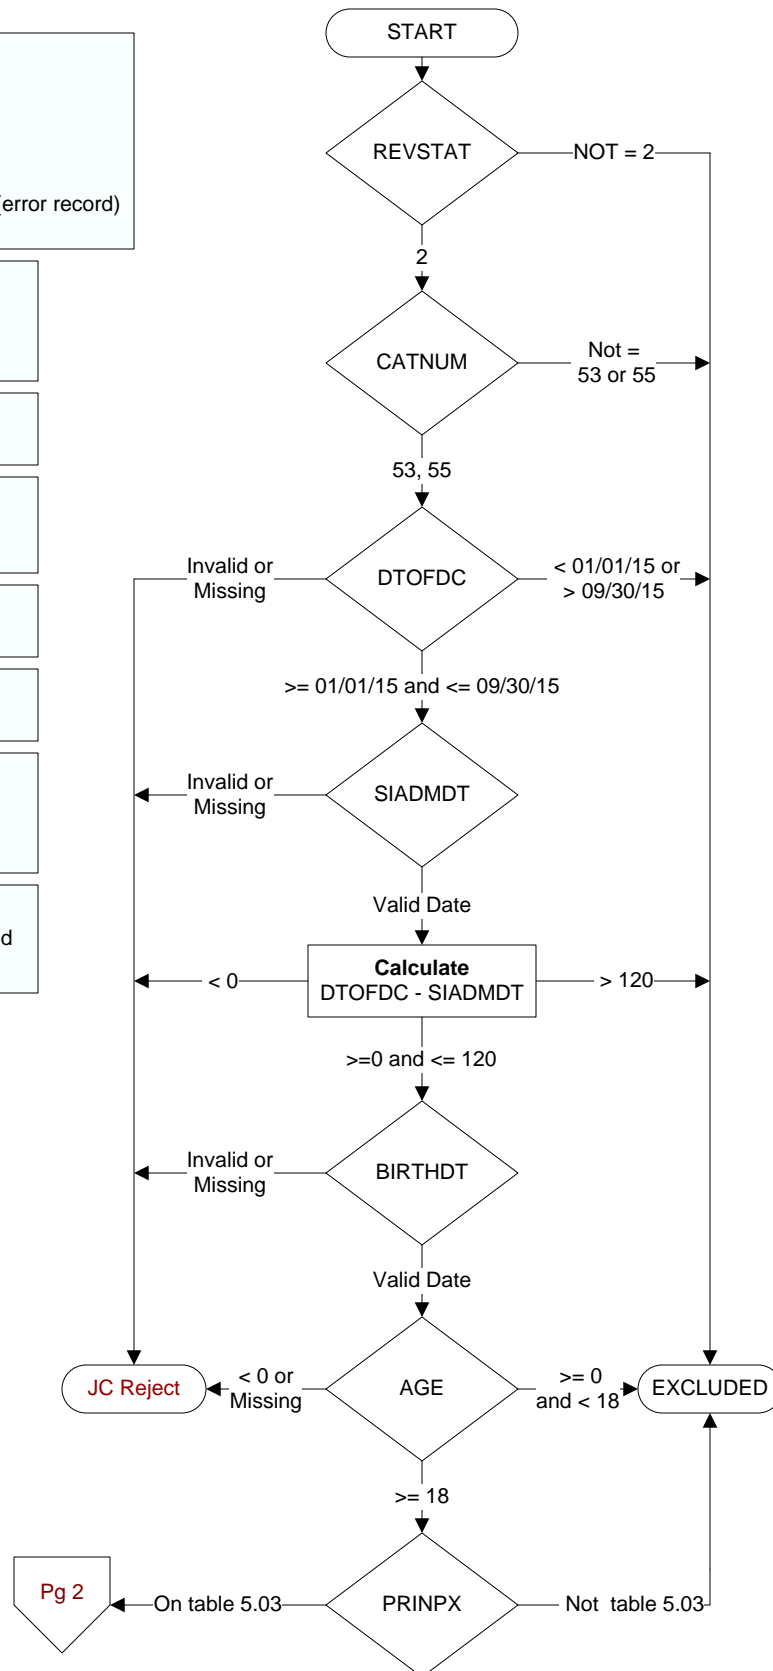 START
(error record)
REVSTAT
NOT = 2
2
CATNUM
Not =
53 or 55
53, 55
Invalid or
Missing
DTOFDC
< 01/01/15 or
> 09/30/15
>= 01/01/15 and <= 09/30/15
Invalid or
Missing
SIADMDT
Valid Date
d
< 0
Calculate
DTOFDC - SIADMDT
> 120
>=0 and <= 120
Invalid or
Missing
BIRTHDT
Valid Date
JC Reject
< 0 or
Missing
AGE
>= 0
and < 18
EXCLUDED
>= 18
Pg 2
On table 5.03
PRINPX
Not table 5.03